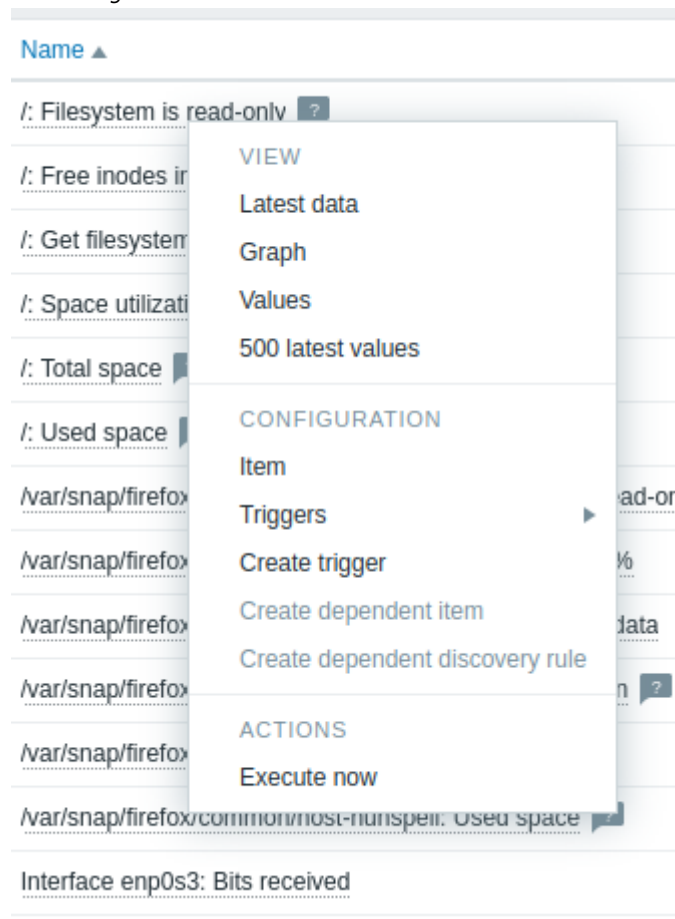 Name
/: Filesystem is read-only ?
/: Free inodes in
/: Get filesystem
/: Space utilizati
/: Total space
/: Used space
/var/snap/firefox
/var/snap/firefox
/var/snap/firefox
/var/snap/firefox
/var/snap/firefox
VIEW
Latest data
Graph
Values
500 latest values
CONFIGURATION
Item
Triggers
Create trigger
Create dependent item
Create dependent discovery rule
ACTIONS
Execute now
ad-or
%
data
n ?
/var/snap/firefox/common/host-hunspell: Used space ?
Interface enp0s3: Bits received